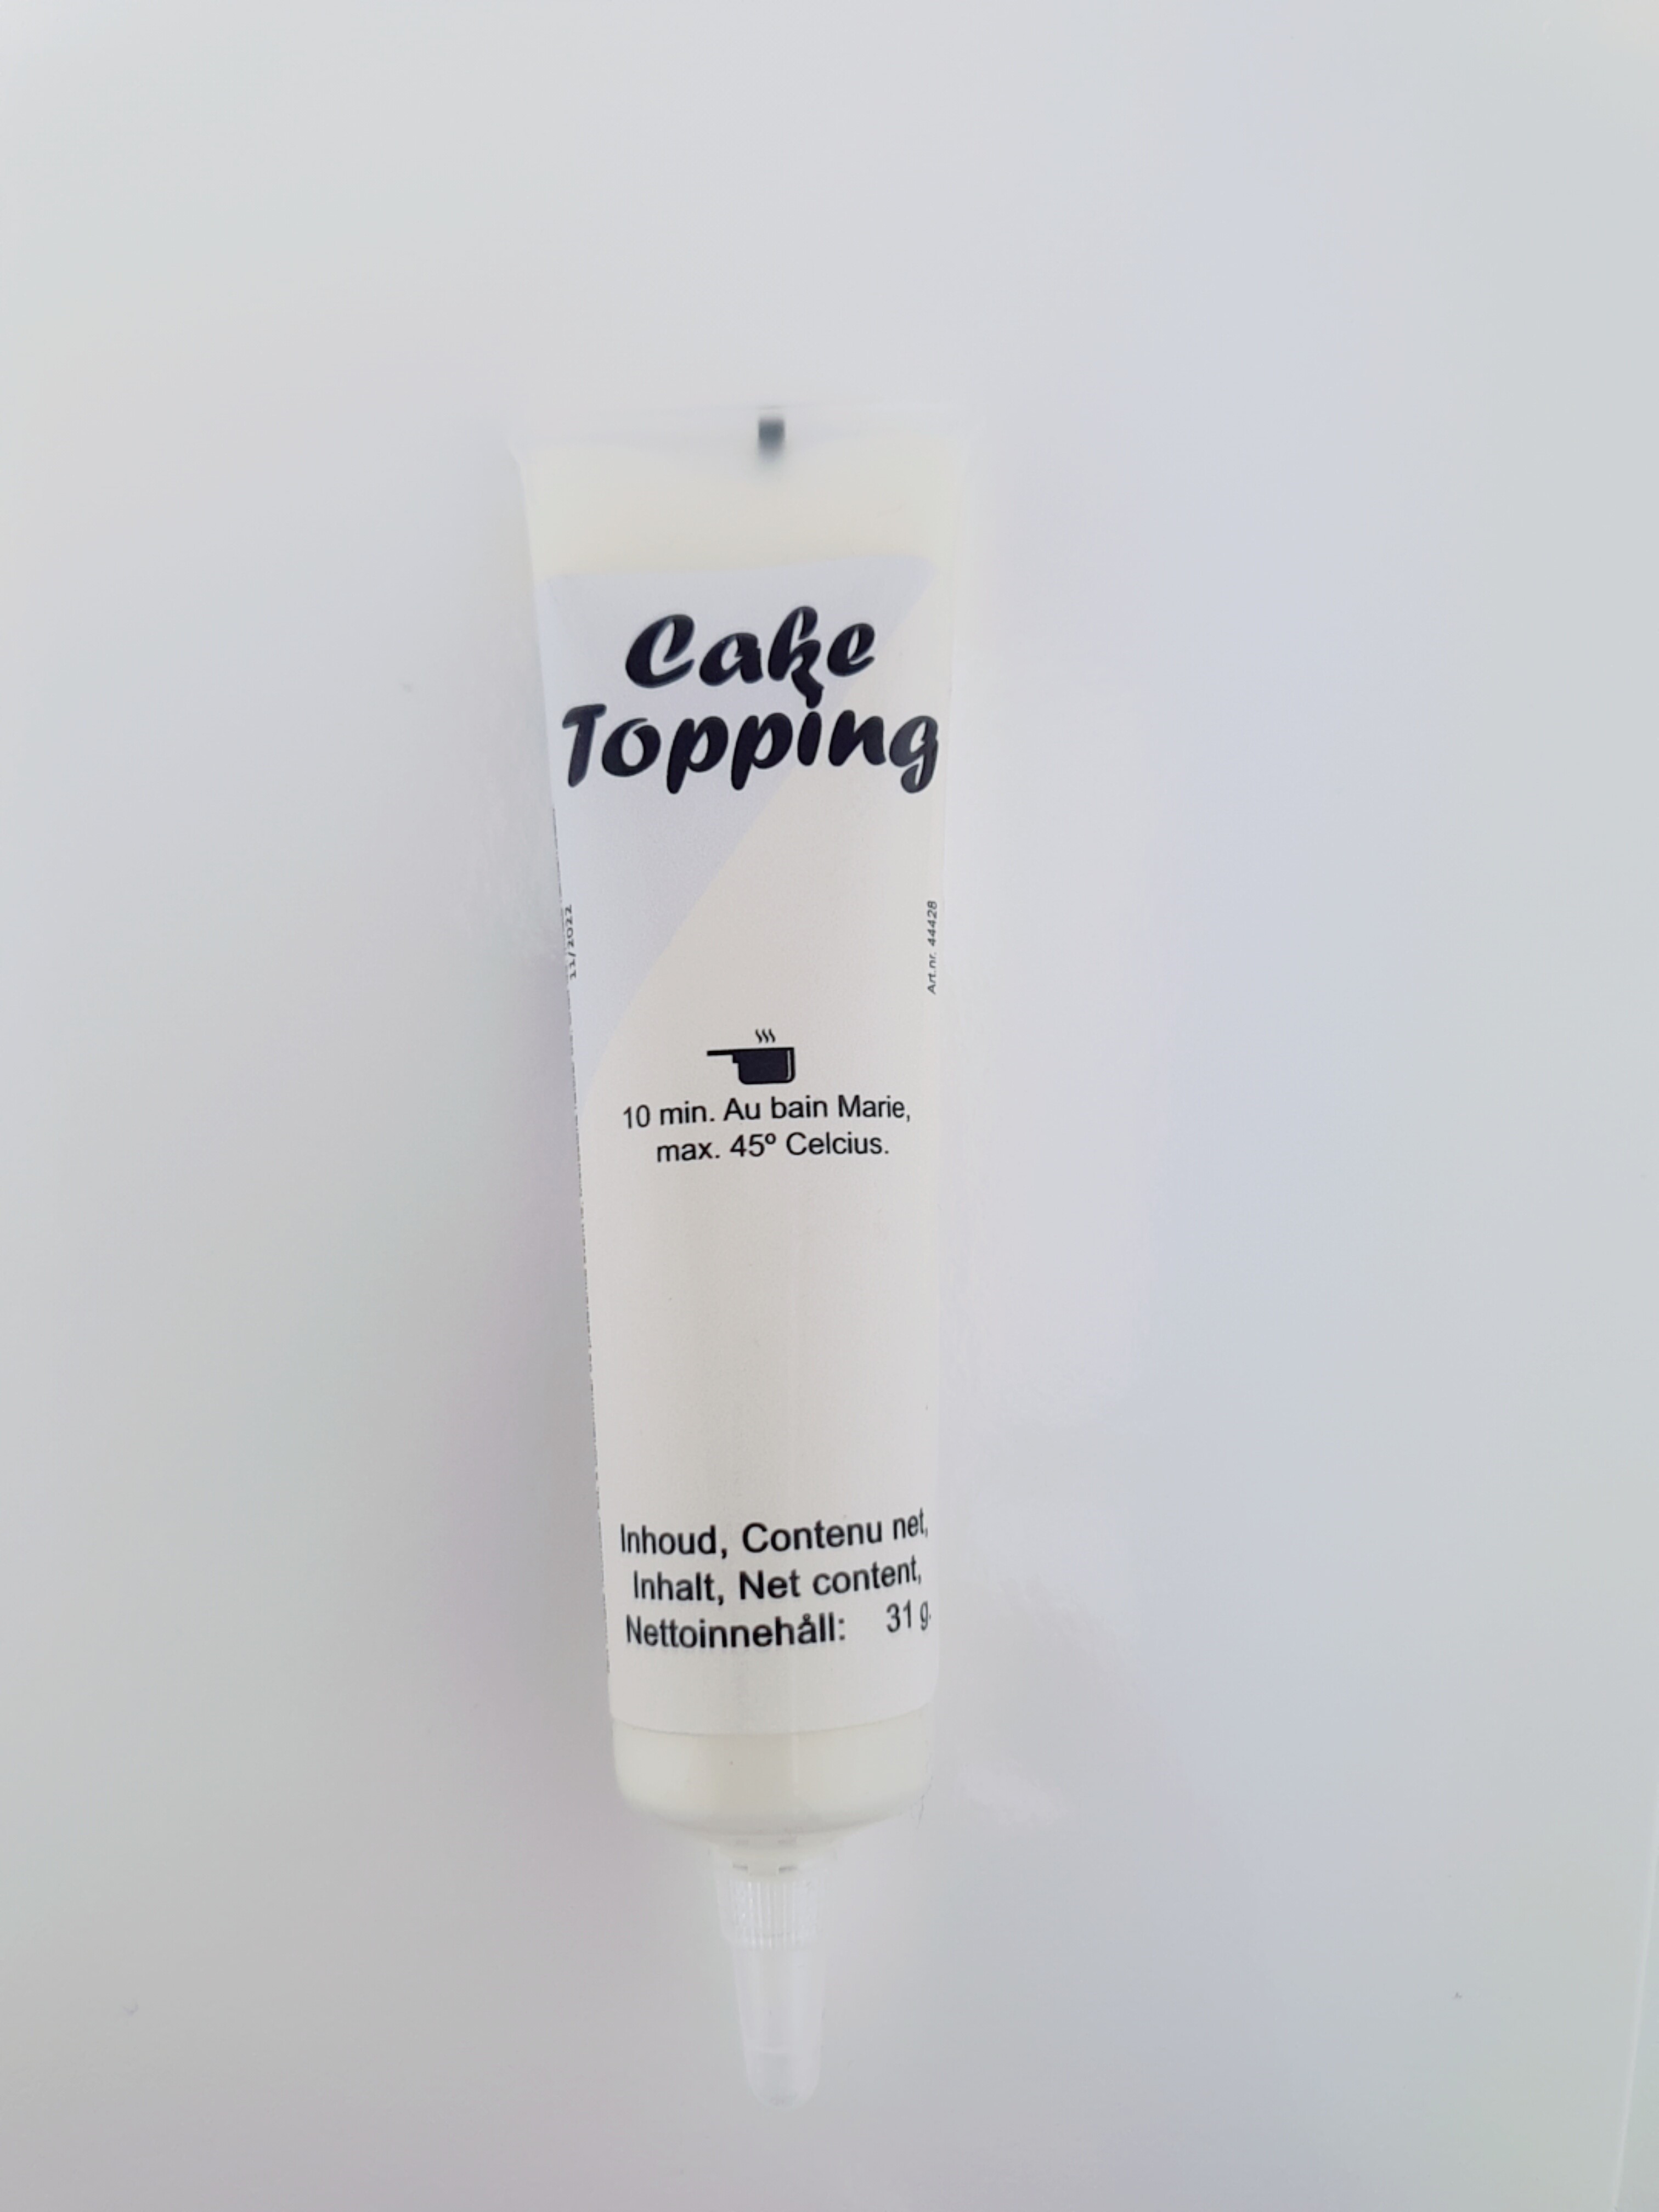 Cake
Topping
11/2022
Art.nr. 44428
10 min. Au bain Marie,
max. 45º Celcius.
Inhoud, Contenu net,
Inhalt, Net content,
Nettoinnehåll: 31 g.